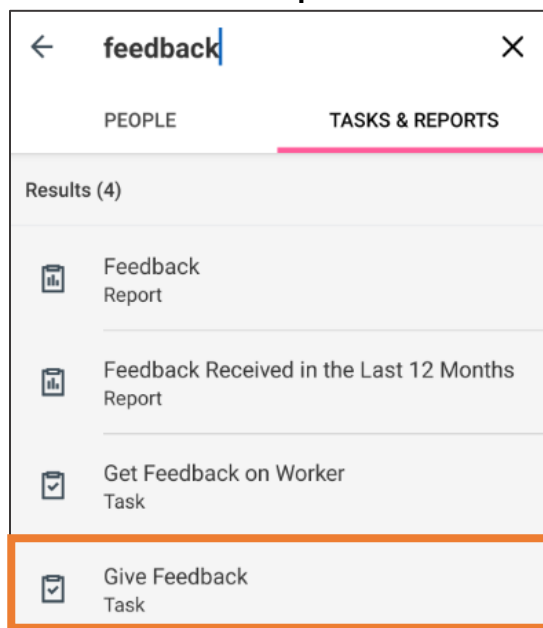 feedback
PEOPLE TASKS & REPORTS
Results (4)
Feedback
Report
Feedback Received in the Last 12 Months
Report
Get Feedback on Worker
Task
Give Feedback
Task